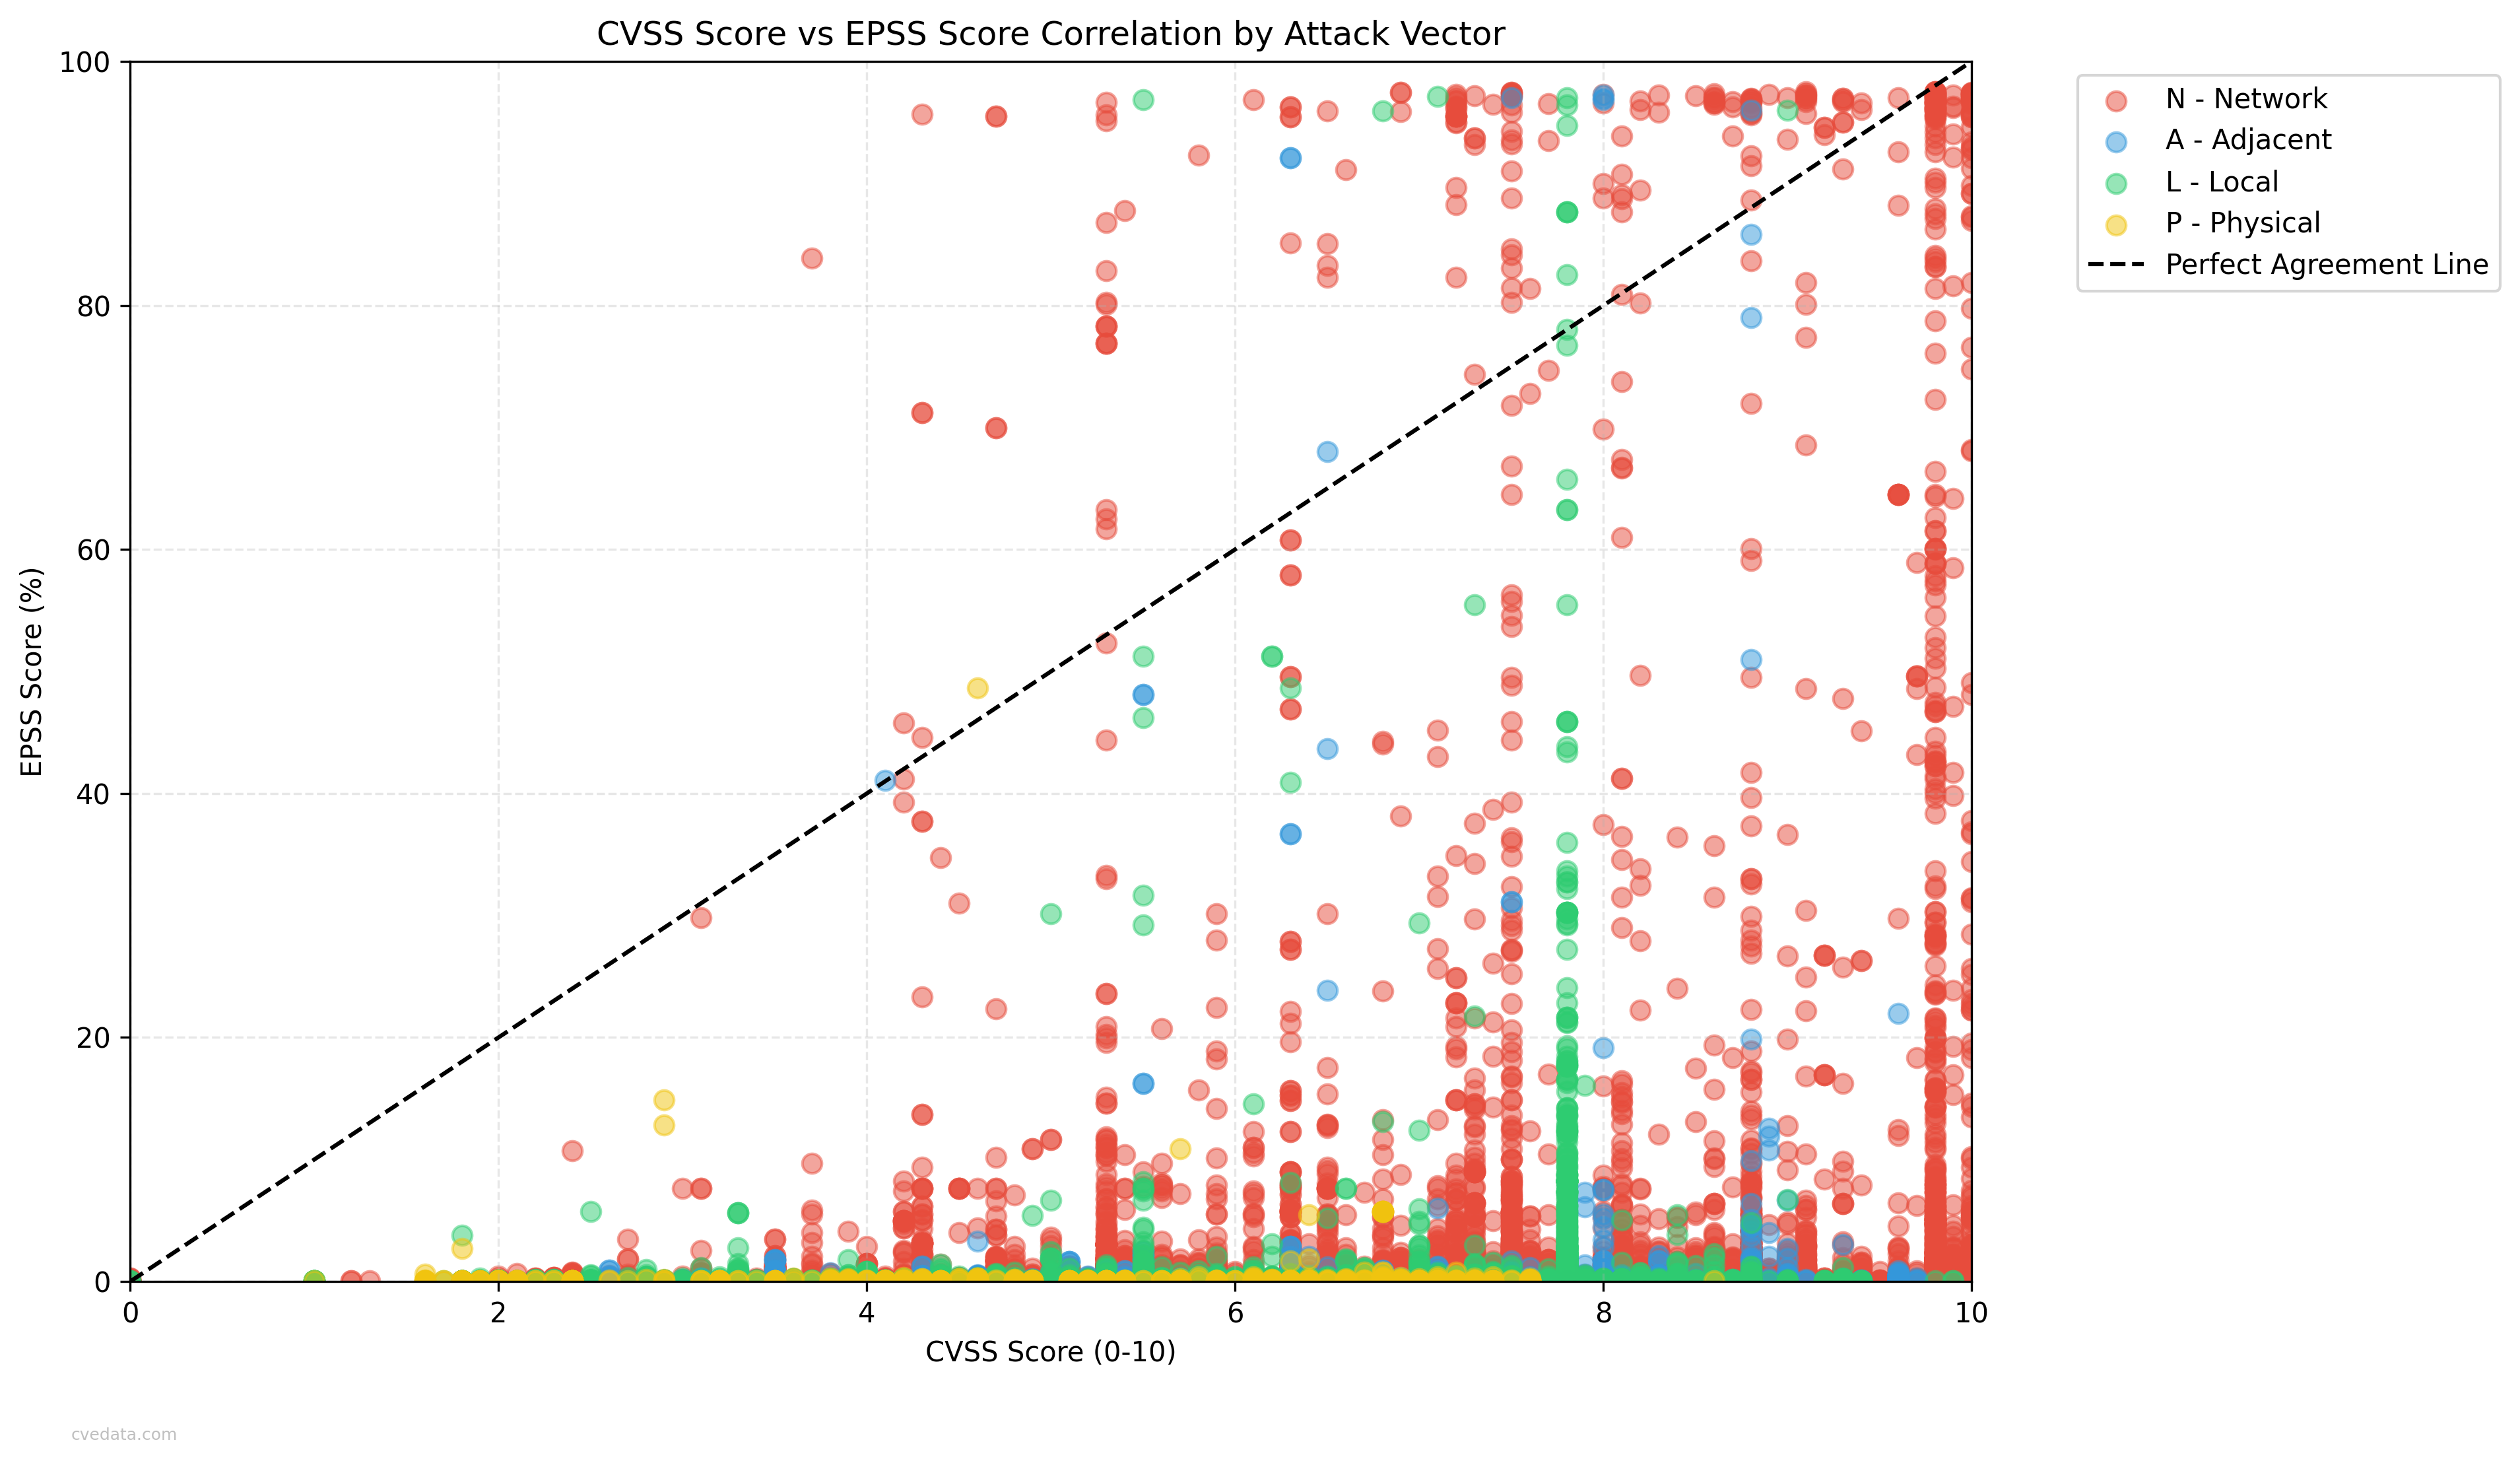 CVSS Score vs EPSS Score Correlation by Attack Vector
100
80
60
40
20
0
EPSS Score (%)
0 2 4 6 8 10
CVSS Score (0-10)
N - Network
A - Adjacent
L - Local
P - Physical
Perfect Agreement Line
cvedata.com